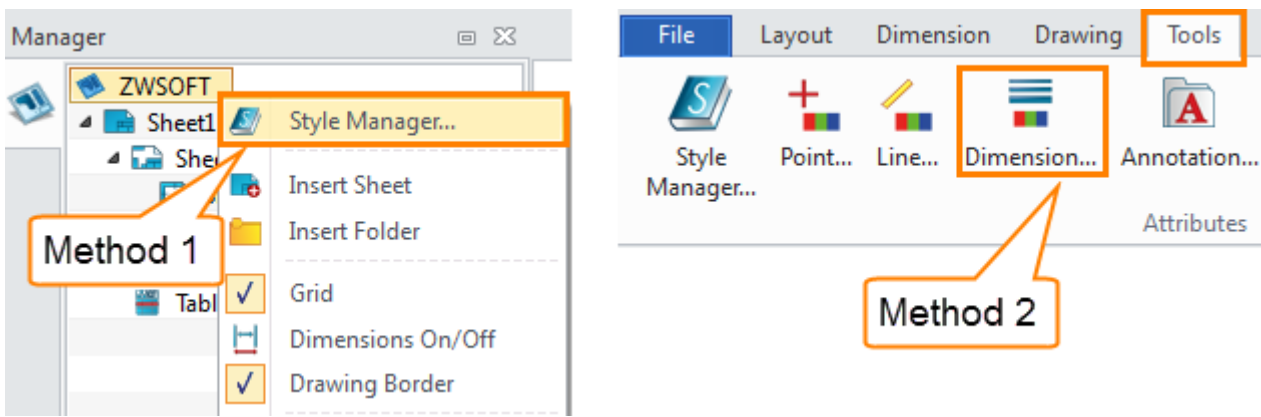 Manager
ZWSOFT
Sheet1
Style Manager...
Insert Sheet
Insert Folder
Method 1
Grid
Dimensions On/Off
Drawing Border
File Layout Dimension Drawing Tools
Style Manager...
Point...
Line...
Dimension...
Annotation...
Attributes
Method 2